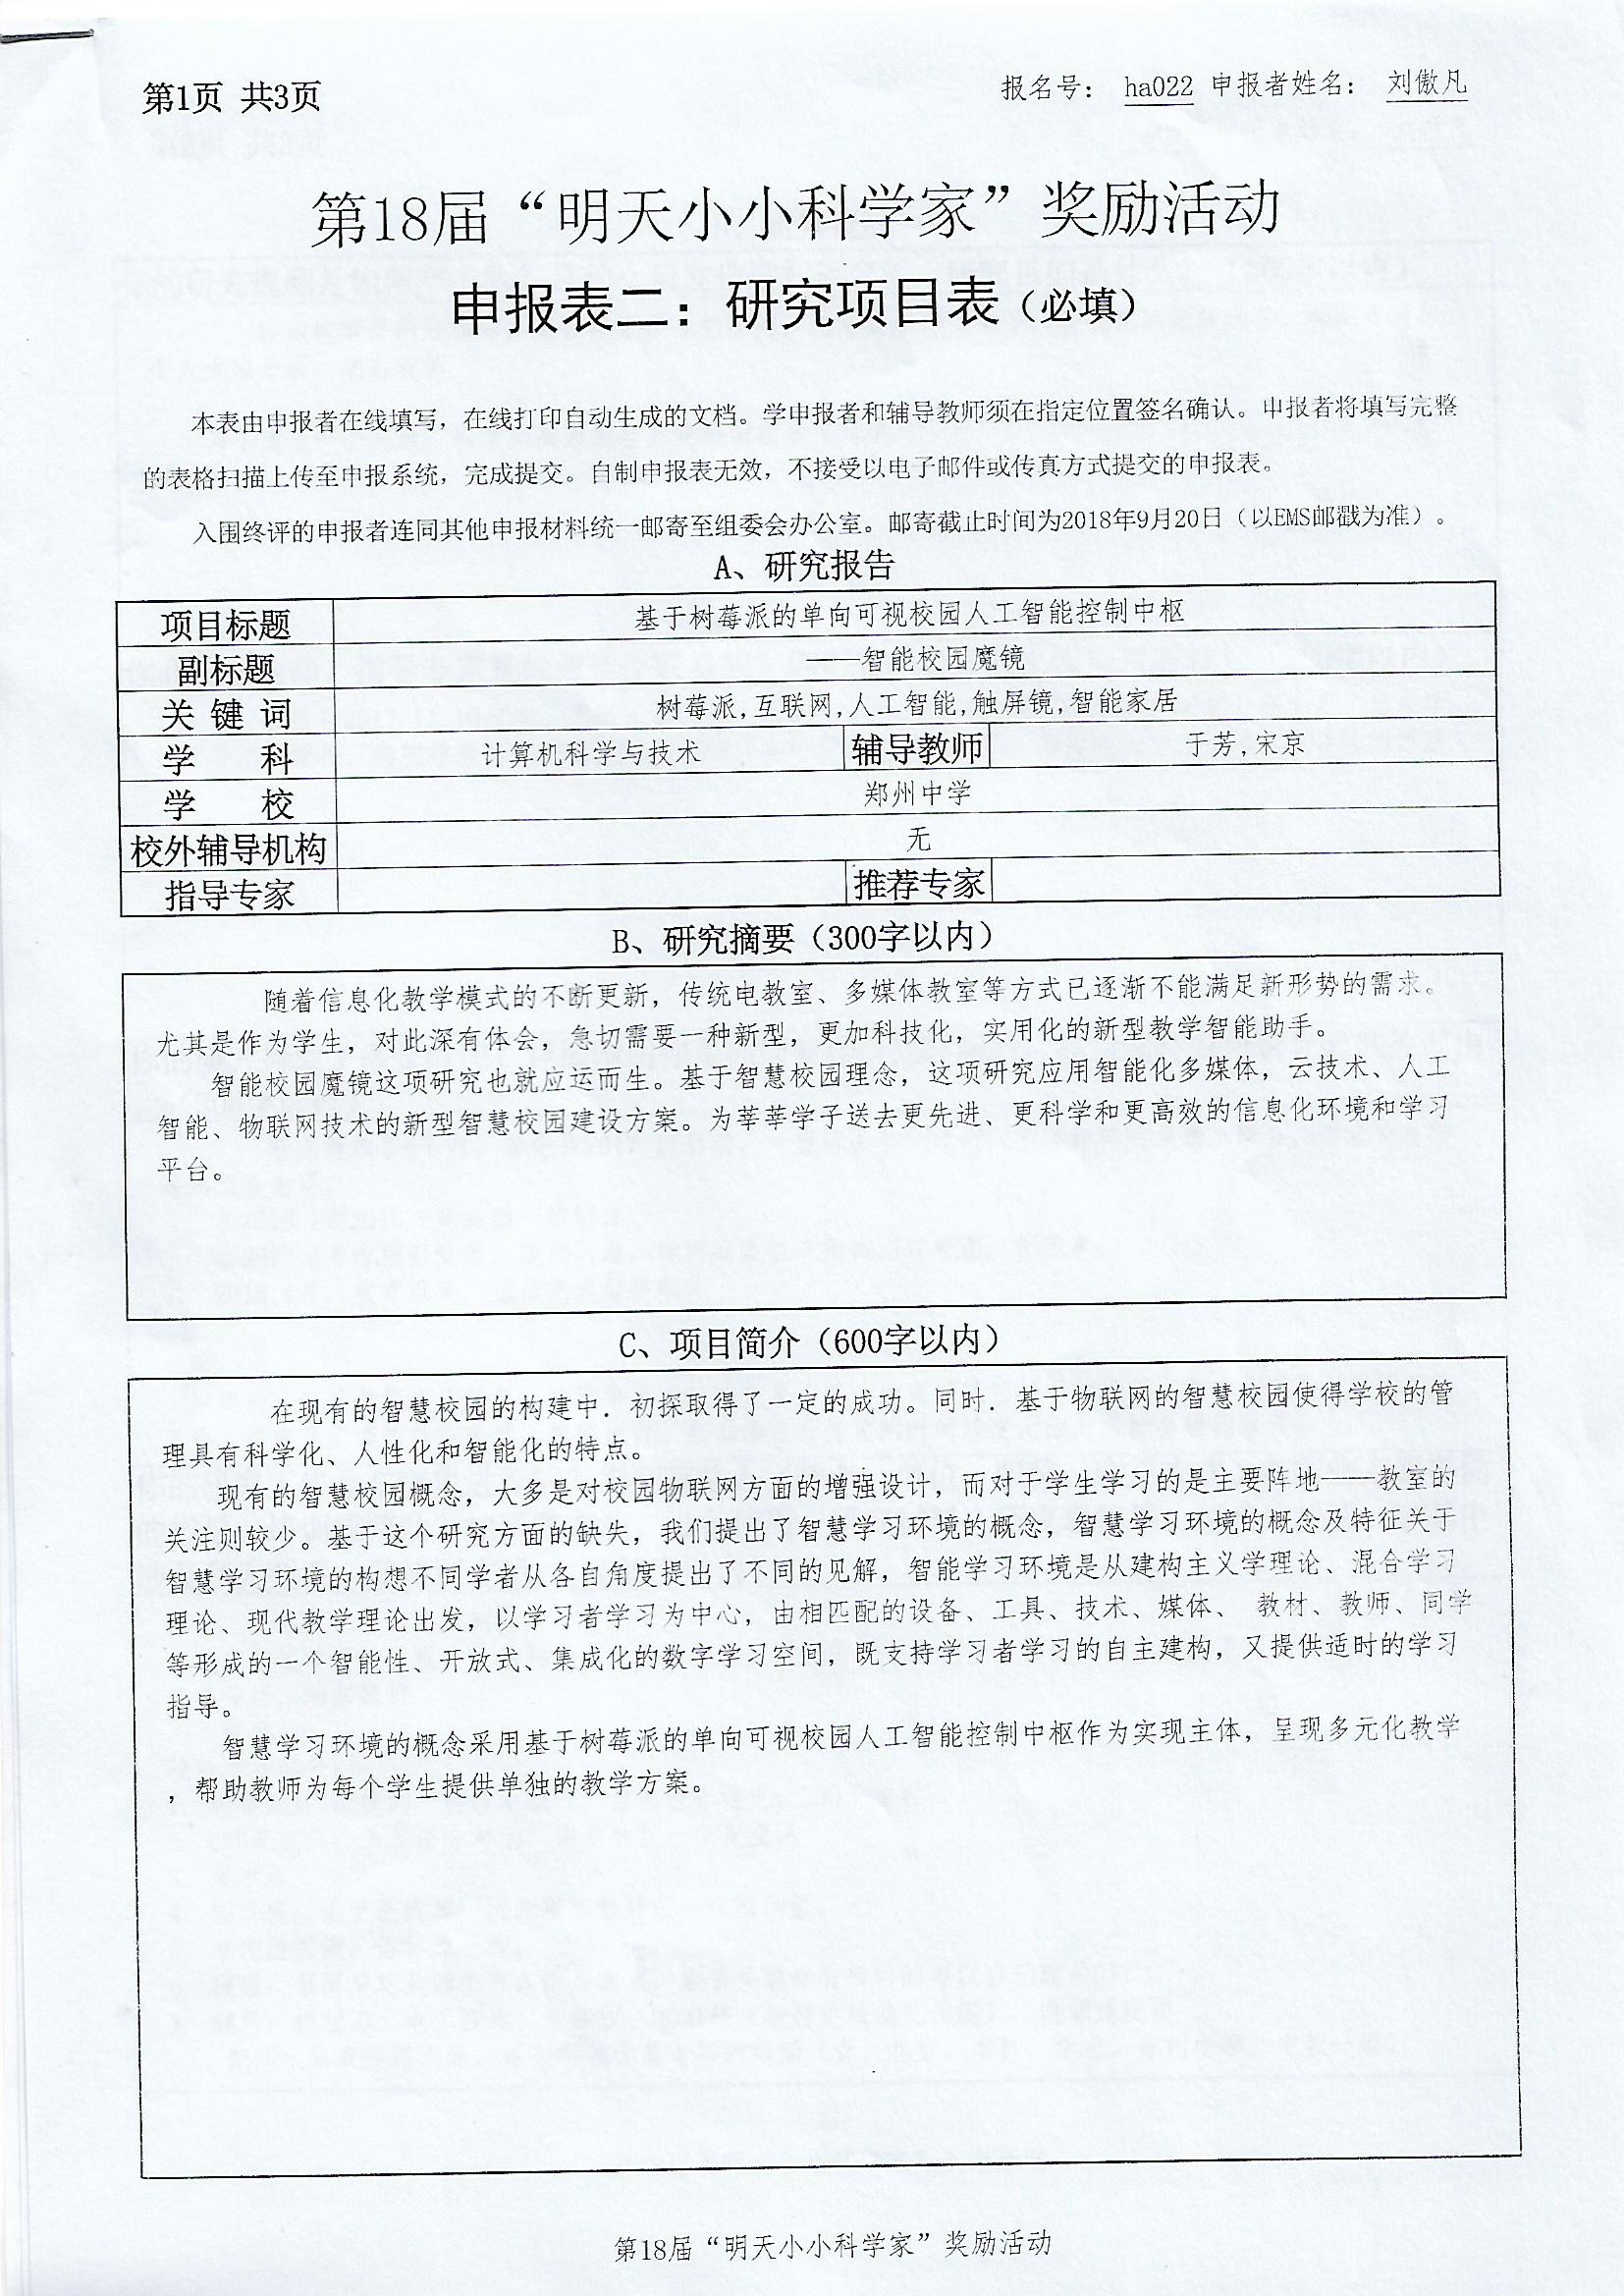 第1页 共3页
报名号： ha022 申报者姓名： 刘傲凡
第18届“明天小小科学家”奖励活动
申报表二：研究项目表（必填）
本表由申报者在线填写，在线打印自动生成的文档。学申报者和辅导教师须在指定位置签名确认。申报者将填写完整
的表格扫描上传至申报系统，完成提交。自制申报表无效，不接受以电子邮件或传真方式提交的申报表。
入围终评的申报者连同其他申报材料统一邮寄至组委会办公室。邮寄截止时间为2018年9月20日（以EMS邮戳为准）。
A、研究报告
项目标题 基于树莓派的单向可视校园人工智能控制中枢
副标题 ——智能校园魔镜
关 键 词 树莓派,互联网,人工智能,触屏镜,智能家居
学 科 计算机科学与技术 辅导教师 于芳,宋京
学 校 郑州中学
校外辅导机构 无
指导专家 推荐专家
B、研究摘要（300字以内）
随着信息化教学模式的不断更新，传统电教室、多媒体教室等方式已逐渐不能满足新形势的需求。
尤其是作为学生，对此深有体会，急切需要一种新型，更加科技化，实用化的新型教学智能助手。
智能校园魔镜这项研究也就应运而生。基于智慧校园理念，这项研究应用智能化多媒体，云技术、人工
智能、物联网技术的新型智慧校园建设方案。为莘莘学子送去更先进、更科学和更高效的信息化环境和学习
平台。
C、项目简介（600字以内）
在现有的智慧校园的构建中．初探取得了一定的成功。同时．基于物联网的智慧校园使得学校的管
理具有科学化、人性化和智能化的特点。
现有的智慧校园概念，大多是对校园物联网方面的增强设计，而对于学生学习的是主要阵地——教室的
关注则较少。基于这个研究方面的缺失，我们提出了智慧学习环境的概念，智慧学习环境的概念及特征关于
智慧学习环境的构想不同学者从各自角度提出了不同的见解，智能学习环境是从建构主义学理论、混合学习
理论、现代教学理论出发，以学习者学习为中心，由相匹配的设备、工具、技术、媒体、 教材、教师、同学
等形成的一个智能性、开放式、集成化的数字学习空间，既支持学习者学习的自主建构，又提供适时的学习
指导。
智慧学习环境的概念采用基于树莓派的单向可视校园人工智能控制中枢作为实现主体，呈现多元化教学
，帮助教师为每个学生提供单独的教学方案。
第18届“明天小小科学家”奖励活动